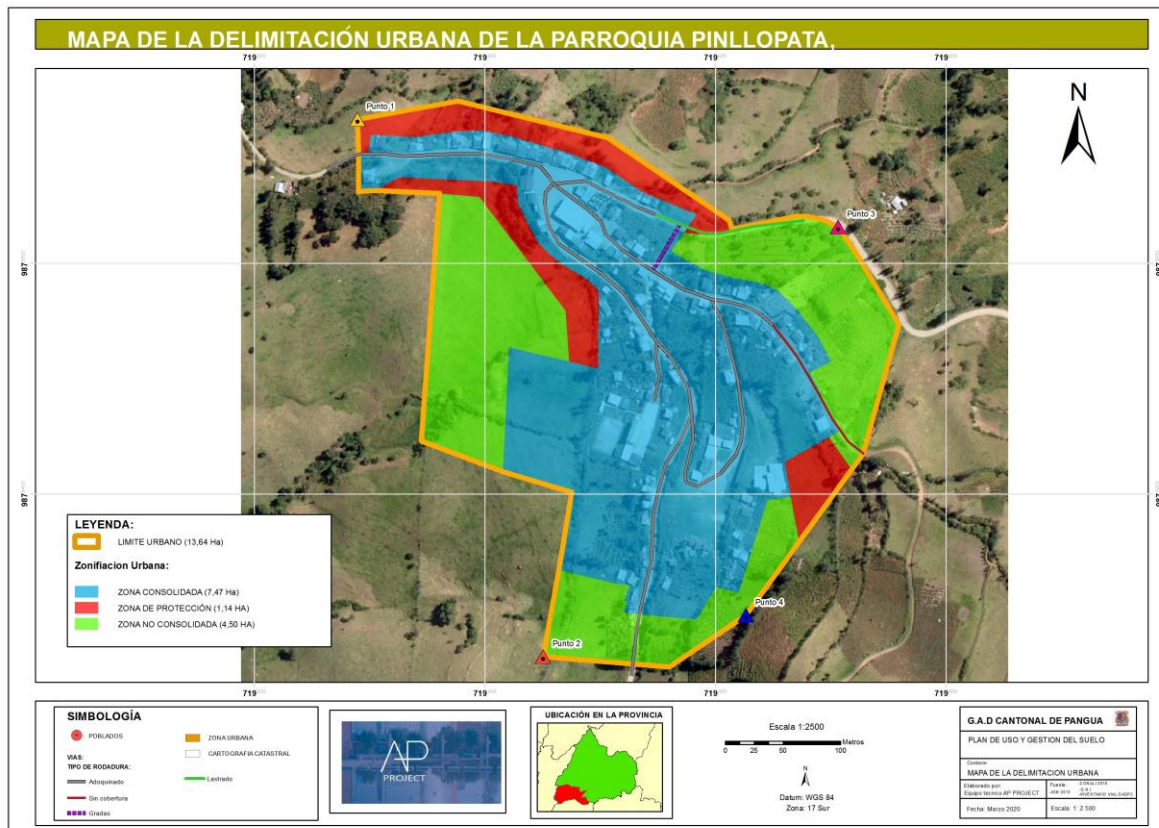 MAPA DE LA DELIMITACIÓN URBANA DE LA PARROQUIA PINLLOPATA,
719 719 719 719
N
Punto 1
Punto 3
987 987
987 987
Punto 4
Punto 2
LEYENDA:
LIMITE URBANO (13,64 Ha)
Zonifiacion Urbana:
ZONA CONSOLIDADA (7,47 Ha)
ZONA DE PROTECCIÓN (1,14 HA)
ZONA NO CONSOLIDADA (4,50 HA)
719 719 719 719
SIMBOLOGÍA
POBLADOS
VIAS:
TIPO DE RODADURA:
Adoquinado
Sin cobertura
Gradas
ZONA URBANA
CARTOGRAFIA CATASTRAL
Lastrado
AP
PROJECT
UBICACIÓN EN LA PROVINCIA
Escala 1:2500
Metros
0 25 50 50 100
N
Datum: WGS 84
Zona: 17 Sur
G.A.D CANTONAL DE PANGUA
PLAN DE USO Y GESTION DEL SUELO
Contiene:
MAPA DE LA DELIMITACION URBANA
Elaborado por:
Equipo tecnico AP PROJECT
Fuente:
Fecha: Marzo 2020
Escala: 1: 2 500